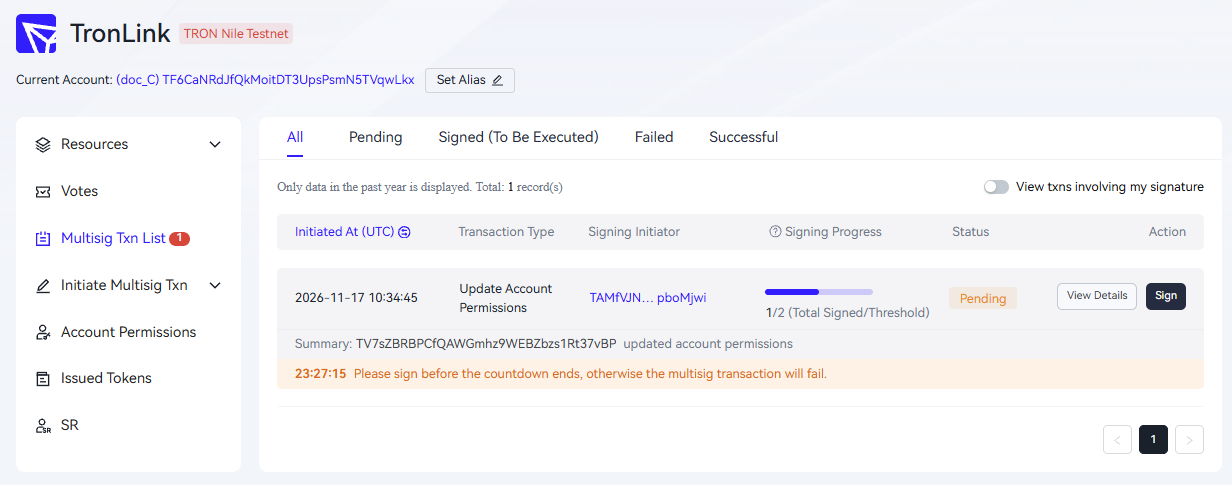 TronLink TRON Nile Testnet
Current Account: (doc_C) TF6CaNRdJfQkMoitDT3UpsPsmN5TVqwLkx Set Alias
Resources
Votes
Multisig Txn List 1
Initiate Multisig Txn
Account Permissions
Issued Tokens
SR
All Pending Signed (To Be Executed) Failed Successful
Only data in the past year is displayed. Total: 1 record(s) View txns involving my signature
Initiated At (UTC) Transaction Type Signing Initiator Signing Progress Status Action
2026-11-17 10:34:45 Update Account Permissions TAMfVJN... pboMjwi 1/2 (Total Signed/Threshold) Pending View Details Sign
Summary: TV7sZBRBPCfQAWGmhz9WEBZbzs1Rt37vBP updated account permissions
23:27:15 Please sign before the countdown ends, otherwise the multisig transaction will fail.
< 1 >